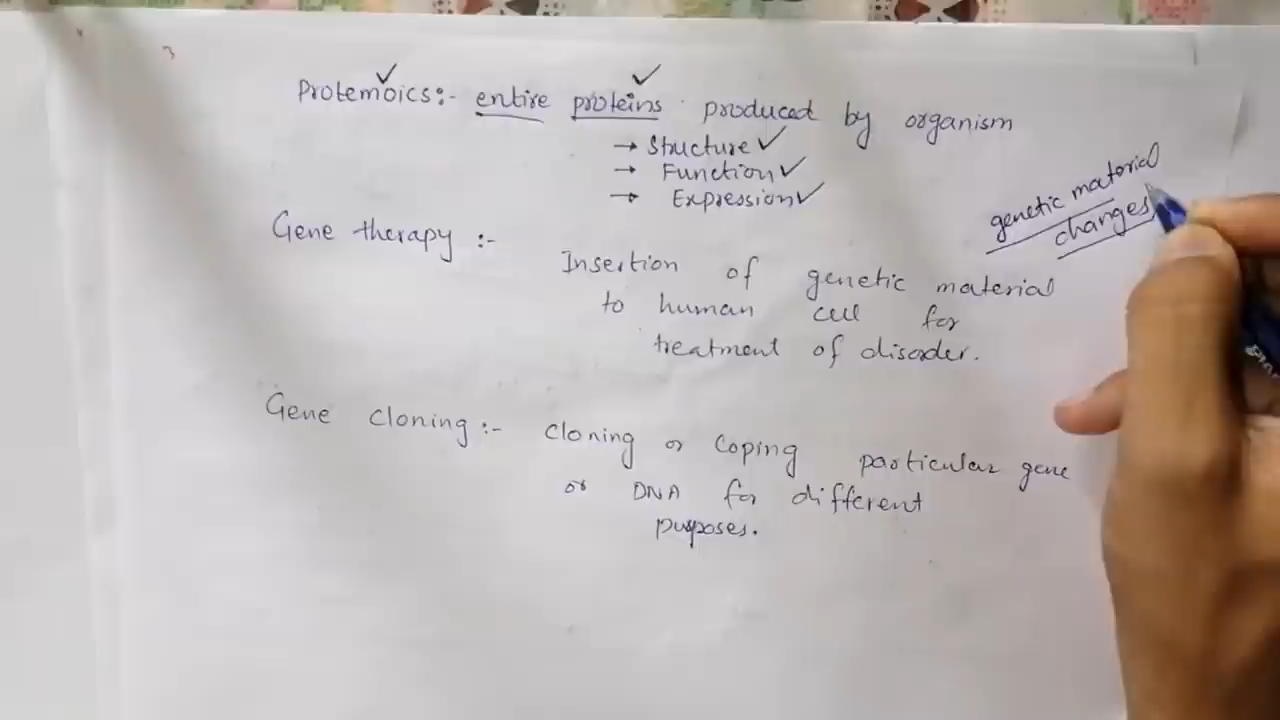 Protemoics:- entire proteins produced by organism
→ Structure ✓
→ Function ✓
→ Expression ✓
genetic material
changes
Gene therapy :-
Insertion of genetic material
to human cell for
treatment of disorder.
Gene cloning :- cloning or coping particular gene
or DNA for different
purposes.